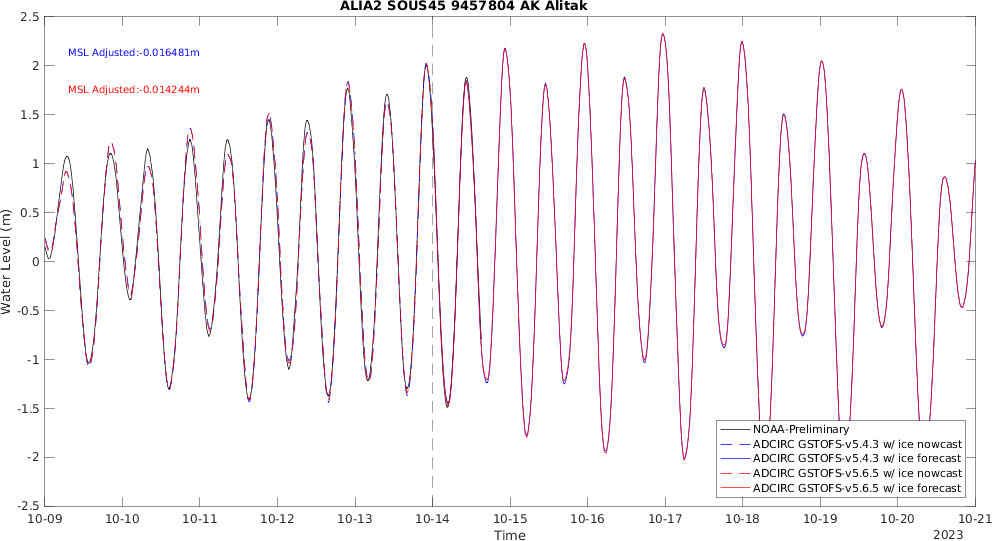 ALIA2 SOUS45 9457804 AK Alitak
MSL Adjusted:-0.016481m
MSL Adjusted:-0.014244m
Water Level (m)
2.5
2
1.5
1
0.5
0
-0.5
-1
-1.5
-2
-2.5
NOAA-Preliminary
ADCIRC GSTOFS-v5.4.3 w/ ice nowcast
ADCIRC GSTOFS-v5.4.3 w/ ice forecast
ADCIRC GSTOFS-v5.6.5 w/ ice nowcast
ADCIRC GSTOFS-v5.6.5 w/ ice forecast
10-09 10-10 10-11 10-12 10-13 10-14 10-15 10-16 10-17 10-18 10-19 10-20 10-21
Time
2023